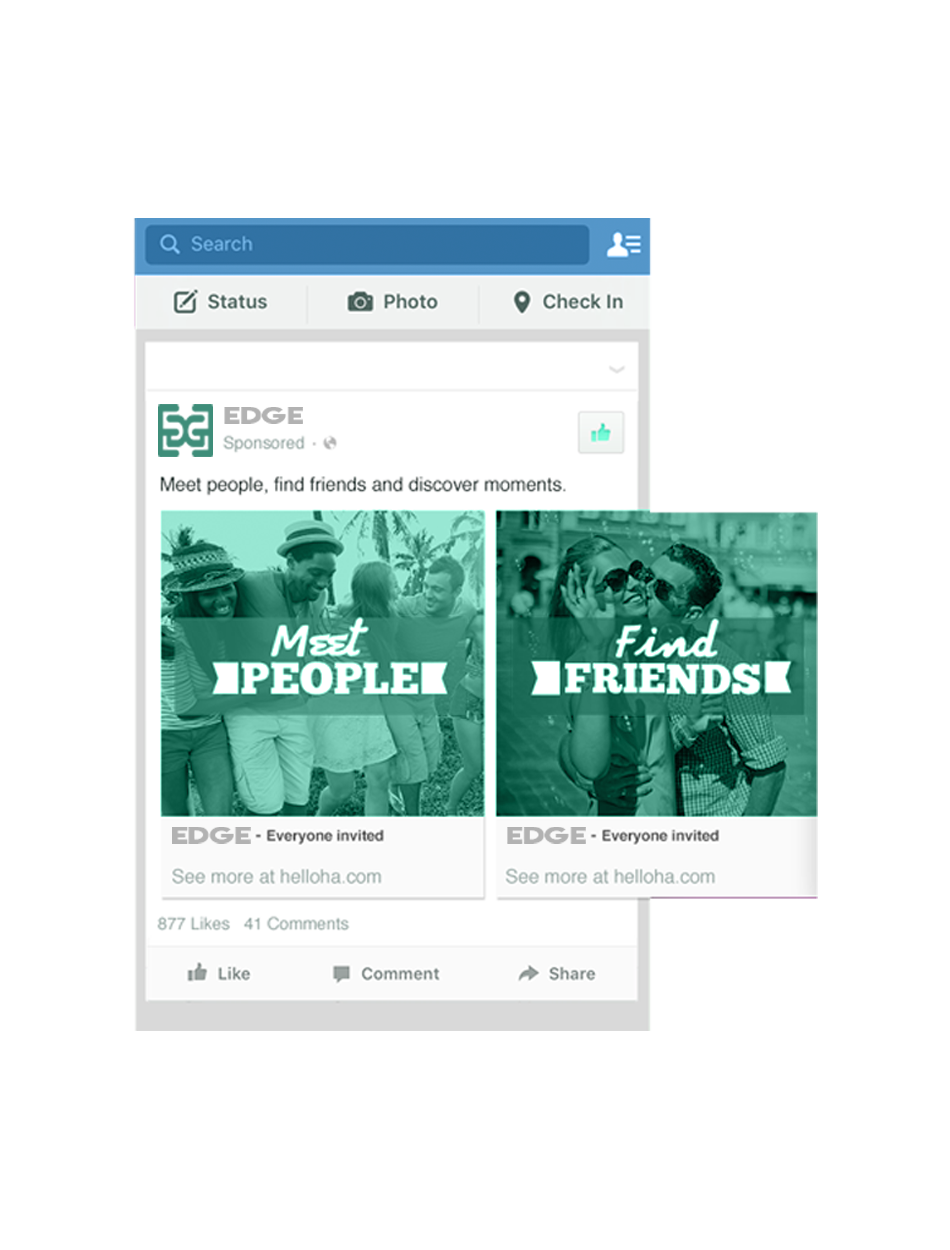 Search
Status Photo Check In
EDGE
Sponsored ·
Meet people, find friends and discover moments.
Meet
PEOPLE
Find
FRIENDS
EDGE - Everyone invited
See more at helloha.com
EDGE - Everyone invited
See more at helloha.com
877 Likes 41 Comments
Like Comment Share